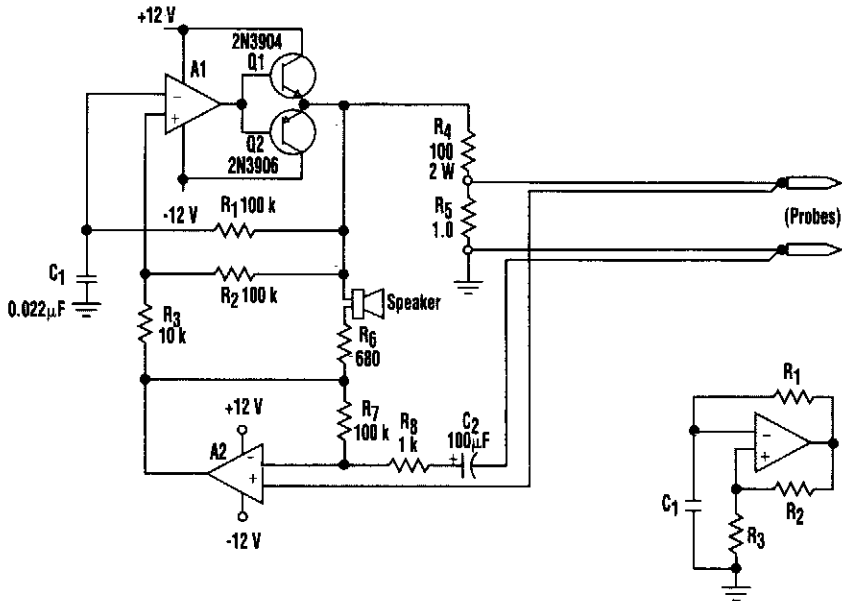 +12 V
2N3904
Q1
A1
−
+
Q2
2N3906
-12 V
R1 100 k
C1
0.022µF
R2 100 k
R3
10 k
Speaker
R6
680
R4
100
2 W
R5
1.0
(Probes)
+12 V
A2
−
+
-12 V
R7
100 k
R8
1 k
C2
100µF
+
R1
−
+
R2
C1
R3